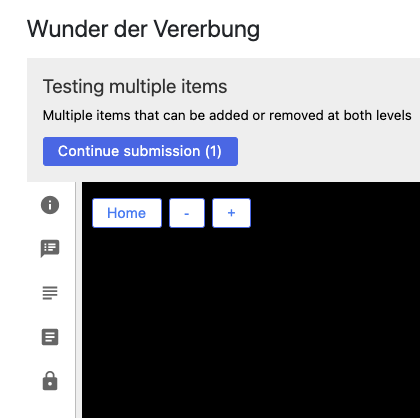 Wunder der Vererbung
Testing multiple items
Multiple items that can be added or removed at both levels
Continue submission (1)
Home - +